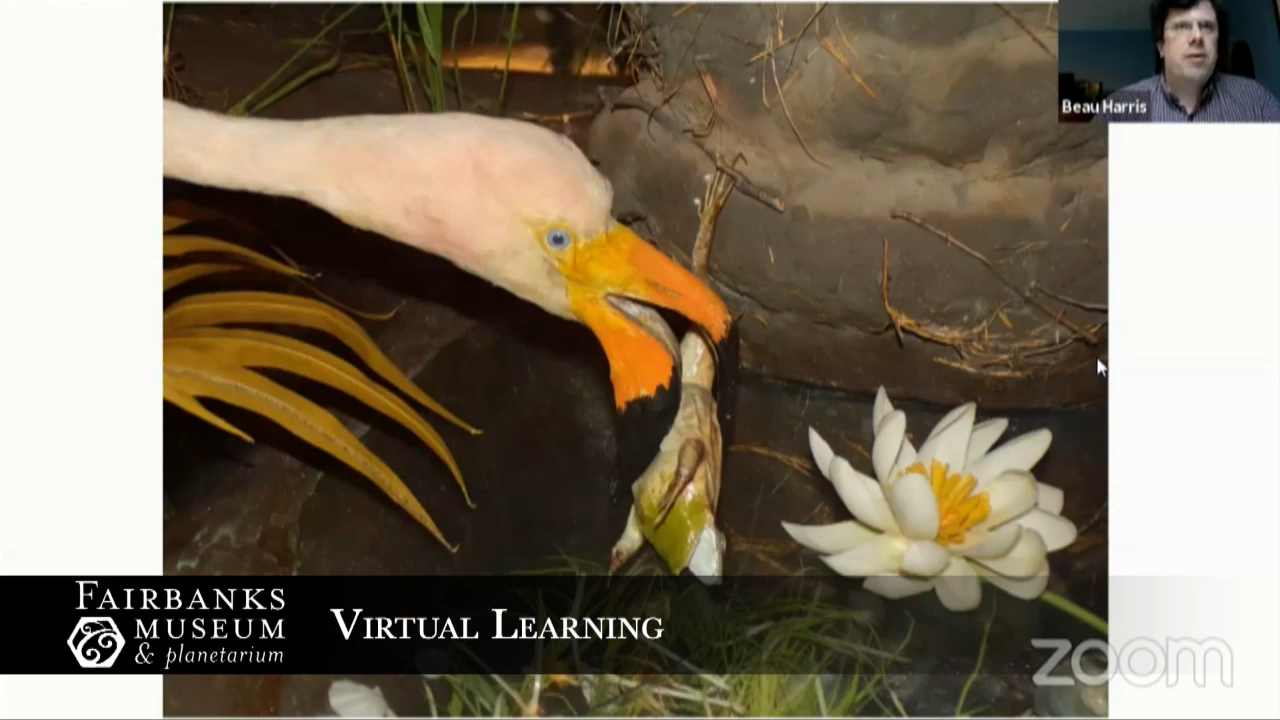 Beau Harris
FAIRBANKS
MUSEUM
& planetarium
VIRTUAL LEARNING
zoom